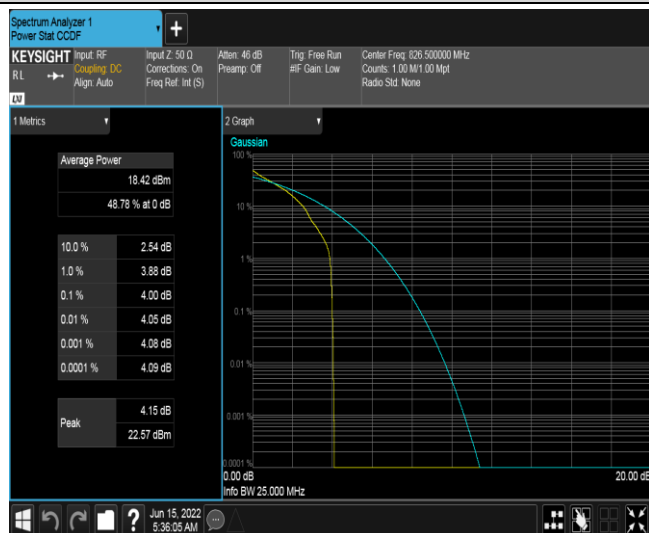 Spectrum Analyzer 1
Power Stat CCDF
+
KEYSIGHT
Input: RF
Coupling: DC
Align: Auto
RL
LXI
Input Z: 50 Ω
Corrections: On
Freq Ref: Int (S)
Atten: 46 dB
Preamp: Off
Trig: Free Run
#IF Gain: Low
Center Freq: 826.500000 MHz
Counts: 1.00 M/1.00 Mpt
Radio Std: None
1 Metrics
Average Power
18.42 dBm
48.78 % at 0 dB
10.0 % 2.54 dB
1.0 % 3.88 dB
0.1 % 4.00 dB
0.01 % 4.05 dB
0.001 % 4.08 dB
0.0001 % 4.09 dB
Peak
4.15 dB
22.57 dBm
2 Graph
Gaussian
100 %
10 %
1 %
0.1 %
0.01 %
0.001 %
0.0001 %
0.00 dB 20.00 dB
Info BW 25.000 MHz
?
Jun 15, 2022
5:36:05 AM